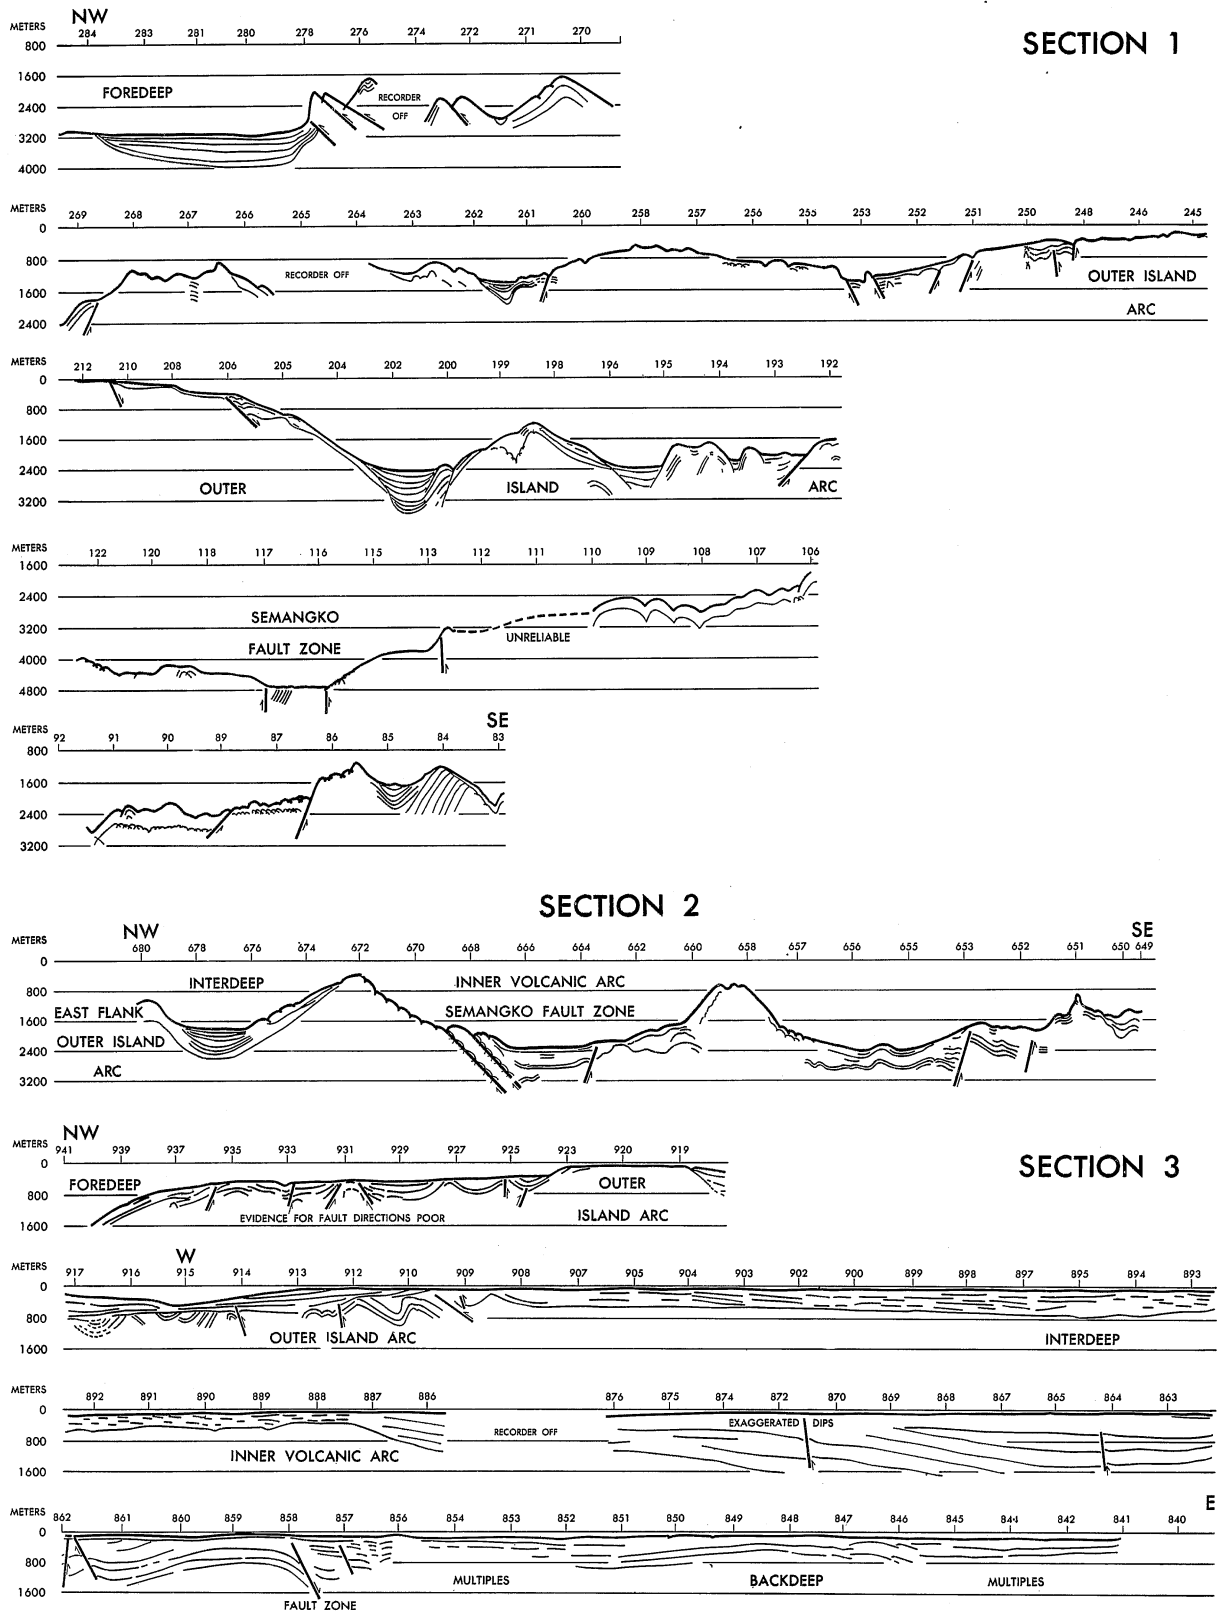 NW
SECTION 1
METERS 284 283 281 280 278 276 274 272 271 270
800
1600
FOREDEEP
RECORDER
2400
OFF
3200
4000
METERS 269 268 267 266 265 264 263 262 261 260 258 257 256 254 253 252 251 250 248 246 245
0
800
RECORDER OFF
OUTER ISLAND
1600
ARC
2400
METERS 212 210 208 206 205 204 202 200 199 198 196 195 194 193 192
0
800
1600
2400
OUTER ISLAND ARC
3200
METERS 122 120 119 118 117 116 115 113 112 111 110 109 108 107 106
1600
2400
SEMANGKO
3200
UNRELIABLE
FAULT ZONE
4000
4800
SE
METERS 92 91 90 89 87 86 85 84 83
800
1600
2400
3200
SECTION 2
NW SE
METERS 680 678 676 674 672 670 668 666 664 662 660 658 657 656 655 653 652 651 650 649
0
INTERDEEP INNER VOLCANIC ARC
800
EAST FLANK SEMANGKO FAULT ZONE
1600
OUTER ISLAND
2400
ARC
3200
NW
SECTION 3
METERS 941 939 937 935 933 931 929 927 925 923 920 919
0
FOREDEEP OUTER
800
EVIDENCE FOR FAULT DIRECTIONS POOR ISLAND ARC
1600
W
METERS 917 916 915 914 913 912 910 909 908 907 905 904 903 902 900 899 898 897 895 894 893
0
800
OUTER ISLAND ARC INTERDEEP
1600
METERS 892 891 890 889 888 887 886 876 875 874 872 870 869 868 867 865 864 863
0
EXAGGERATED DIPS
RECORDER OFF
800
INNER VOLCANIC ARC
1600
E
METERS 862 861 860 859 858 857 856 854 853 852 851 850 849 848 847 846 845 844 842 841 840
0
800
MULTIPLES BACKDEEP MULTIPLES
1600
FAULT ZONE